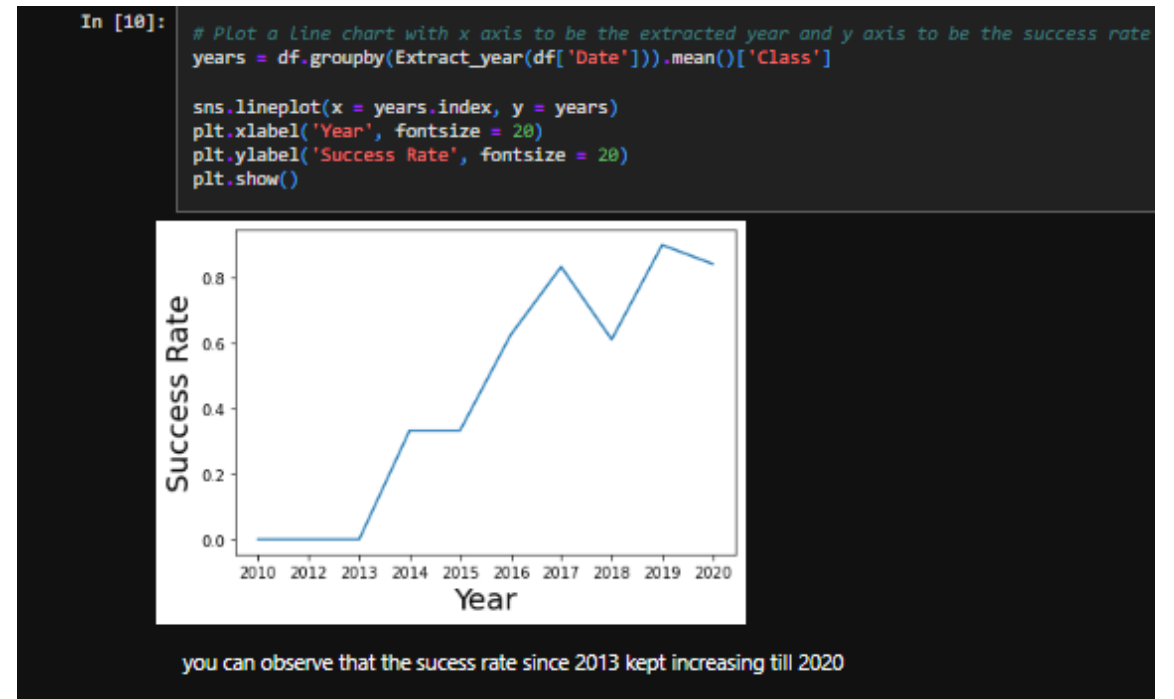 In [10]:
# Plot a line chart with x axis to be the extracted year and y axis to be the success rate
years = df.groupby(Extract_year(df['Date'])).mean()['Class']
sns.lineplot(x = years.index, y = years)
plt.xlabel('Year', fontsize = 20)
plt.ylabel('Success Rate', fontsize = 20)
plt.show()
Success Rate
0.8
0.6
0.4
0.2
0.0
2010 2012 2013 2014 2015 2016 2017 2018 2019 2020
Year
you can observe that the sucess rate since 2013 kept increasing till 2020